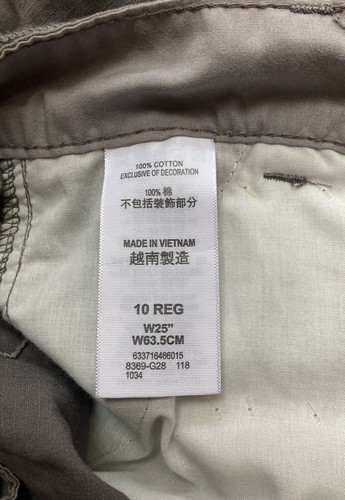 100% COTTON
EXCLUSIVE OF DECORATION
100% 棉
不包括裝飾部分
MADE IN VIETNAM
越南製造
10 REG
W25"
W63.5CM
633716466015
8369-G28 118
1034